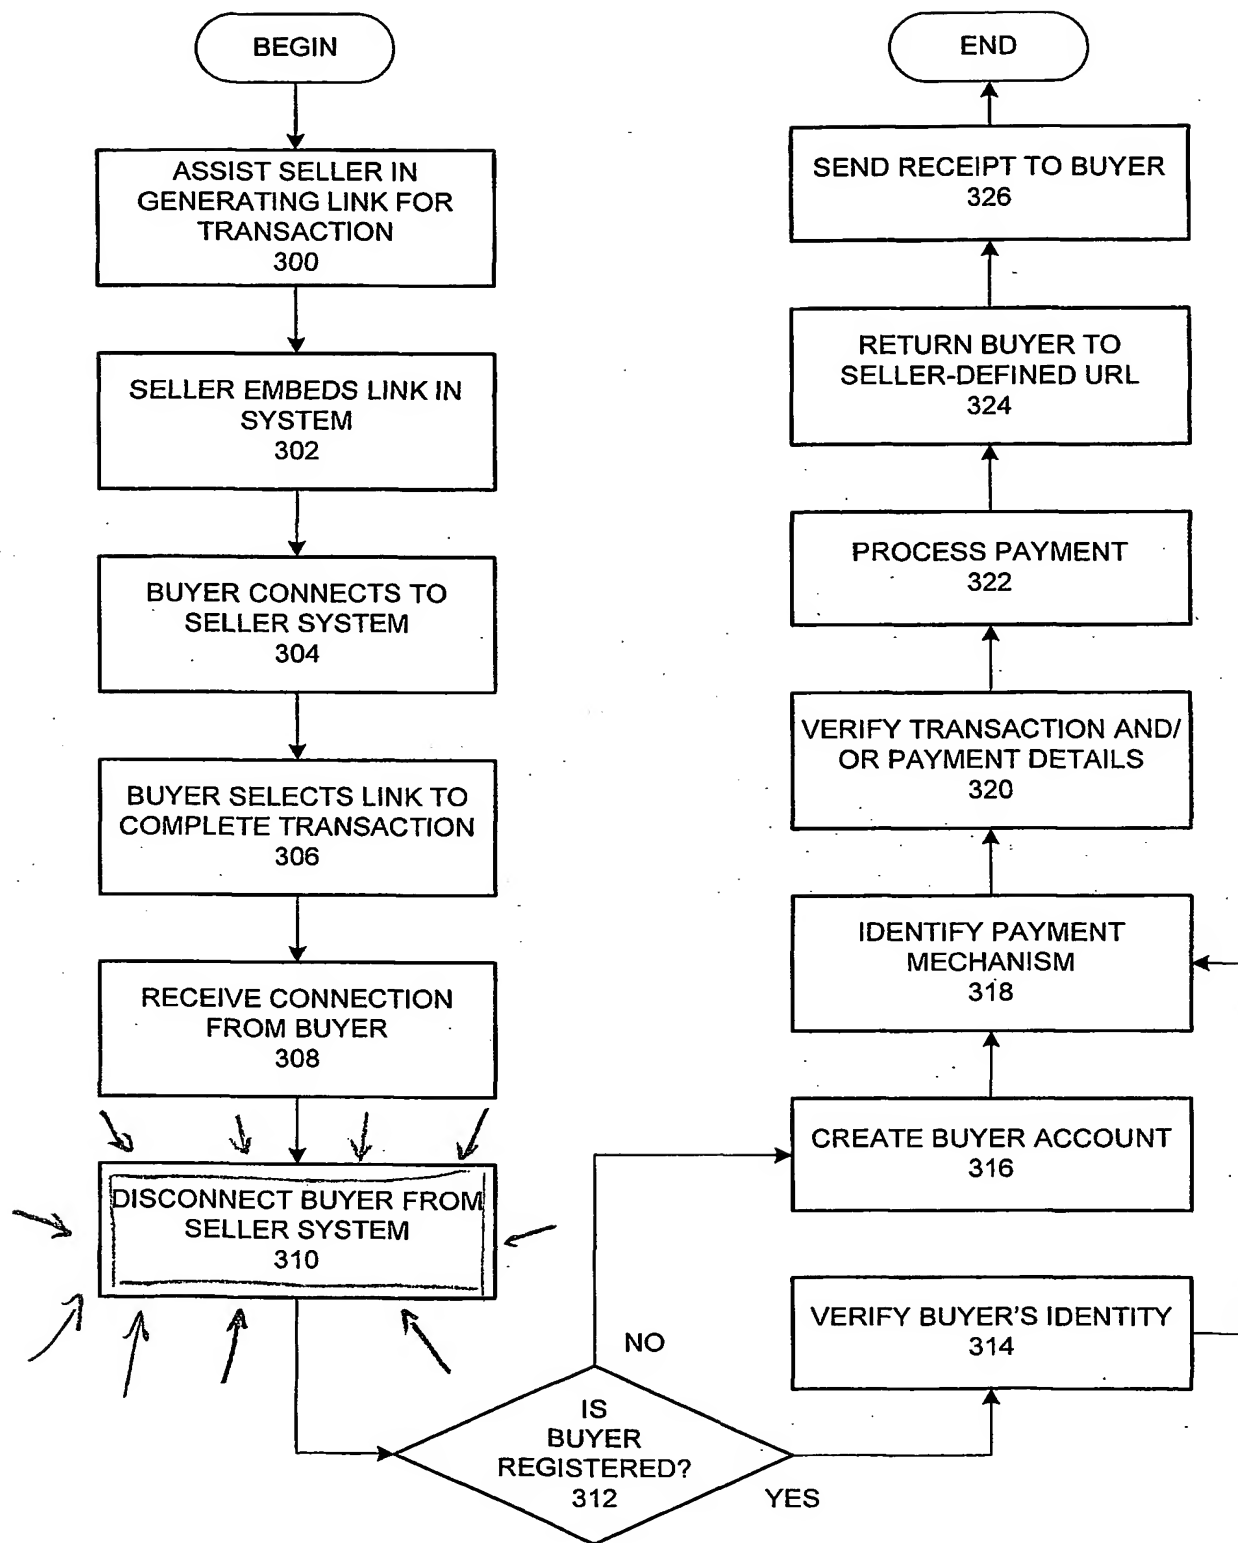 BEGIN
ASSIST SELLER IN
GENERATING LINK FOR
TRANSACTION
300
SELLER EMBEDS LINK IN
SYSTEM
302
BUYER CONNECTS TO
SELLER SYSTEM
304
BUYER SELECTS LINK TO
COMPLETE TRANSACTION
306
RECEIVE CONNECTION
FROM BUYER
308
DISCONNECT BUYER FROM
SELLER SYSTEM
310
IS
BUYER
REGISTERED?
312
NO
YES
VERIFY BUYER'S IDENTITY
314
CREATE BUYER ACCOUNT
316
IDENTIFY PAYMENT
MECHANISM
318
VERIFY TRANSACTION AND/
OR PAYMENT DETAILS
320
PROCESS PAYMENT
322
RETURN BUYER TO
SELLER-DEFINED URL
324
SEND RECEIPT TO BUYER
326
END